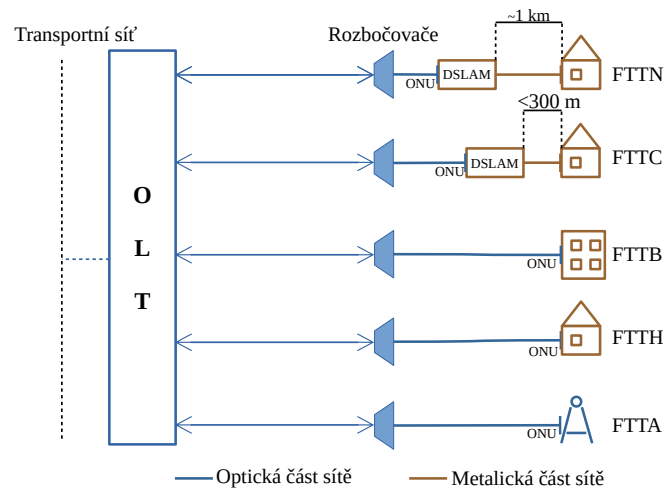 ~1 km
Transportní síť
Rozbočovače
ONU
DSLAM
FTTN
<300 m
ONU
DSLAM
FTTC
O
L
T
ONU
FTTB
ONU
FTTH
ONU
FTTA
Optická část sítě
Metalická část sítě